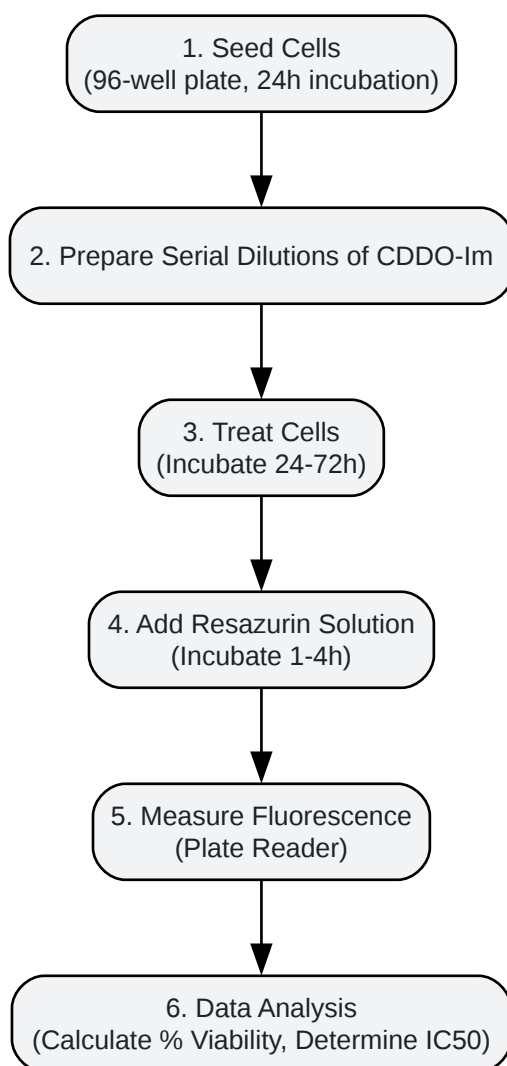 1. Seed Cells
(96-well plate, 24h incubation)
2. Prepare Serial Dilutions of CDDO-Im
3. Treat Cells
(Incubate 24-72h)
4. Add Resazurin Solution
(Incubate 1-4h)
5. Measure Fluorescence
(Plate Reader)
6. Data Analysis
(Calculate % Viability, Determine IC50)